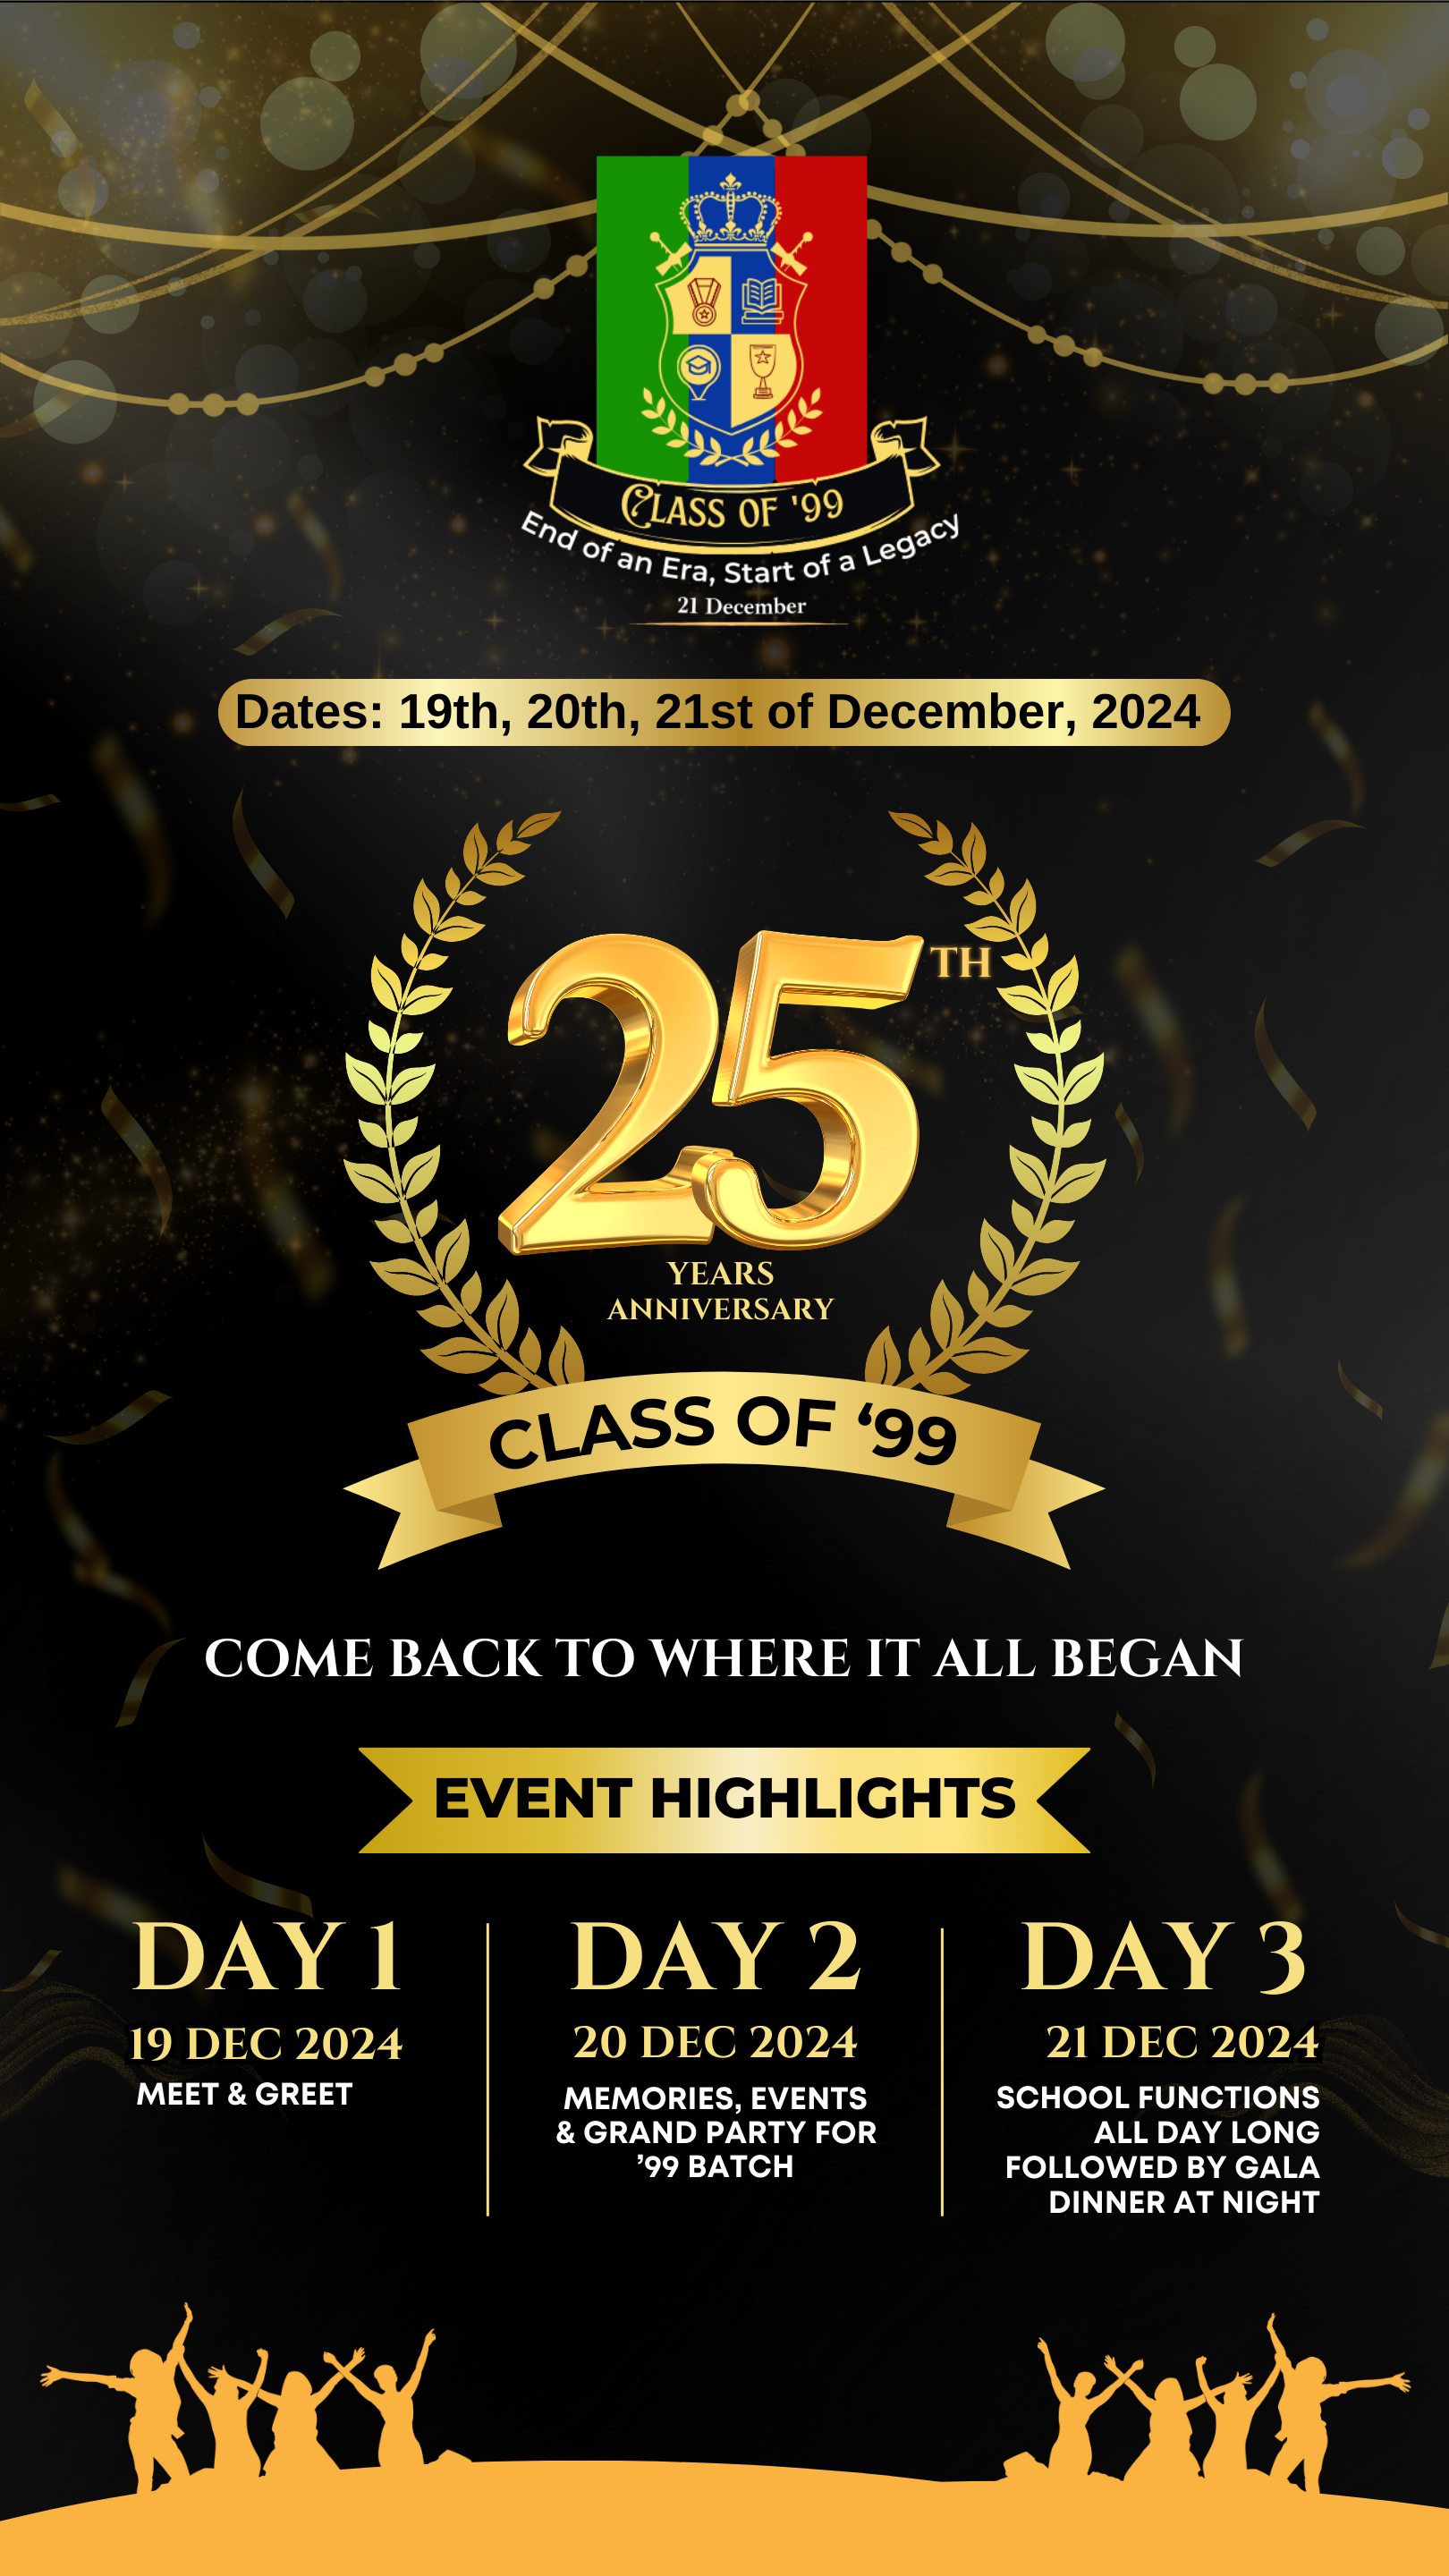 CLASS OF '99
End of an Era, Start of a Legacy
21 December
Dates: 19th, 20th, 21st of December, 2024
25TH
YEARS
ANNIVERSARY
CLASS OF ‘99
COME BACK TO WHERE IT ALL BEGAN
EVENT HIGHLIGHTS
DAY 1
19 DEC 2024
MEET & GREET
DAY 2
20 DEC 2024
MEMORIES, EVENTS
& GRAND PARTY FOR
’99 BATCH
DAY 3
21 DEC 2024
SCHOOL FUNCTIONS
ALL DAY LONG
FOLLOWED BY GALA
DINNER AT NIGHT